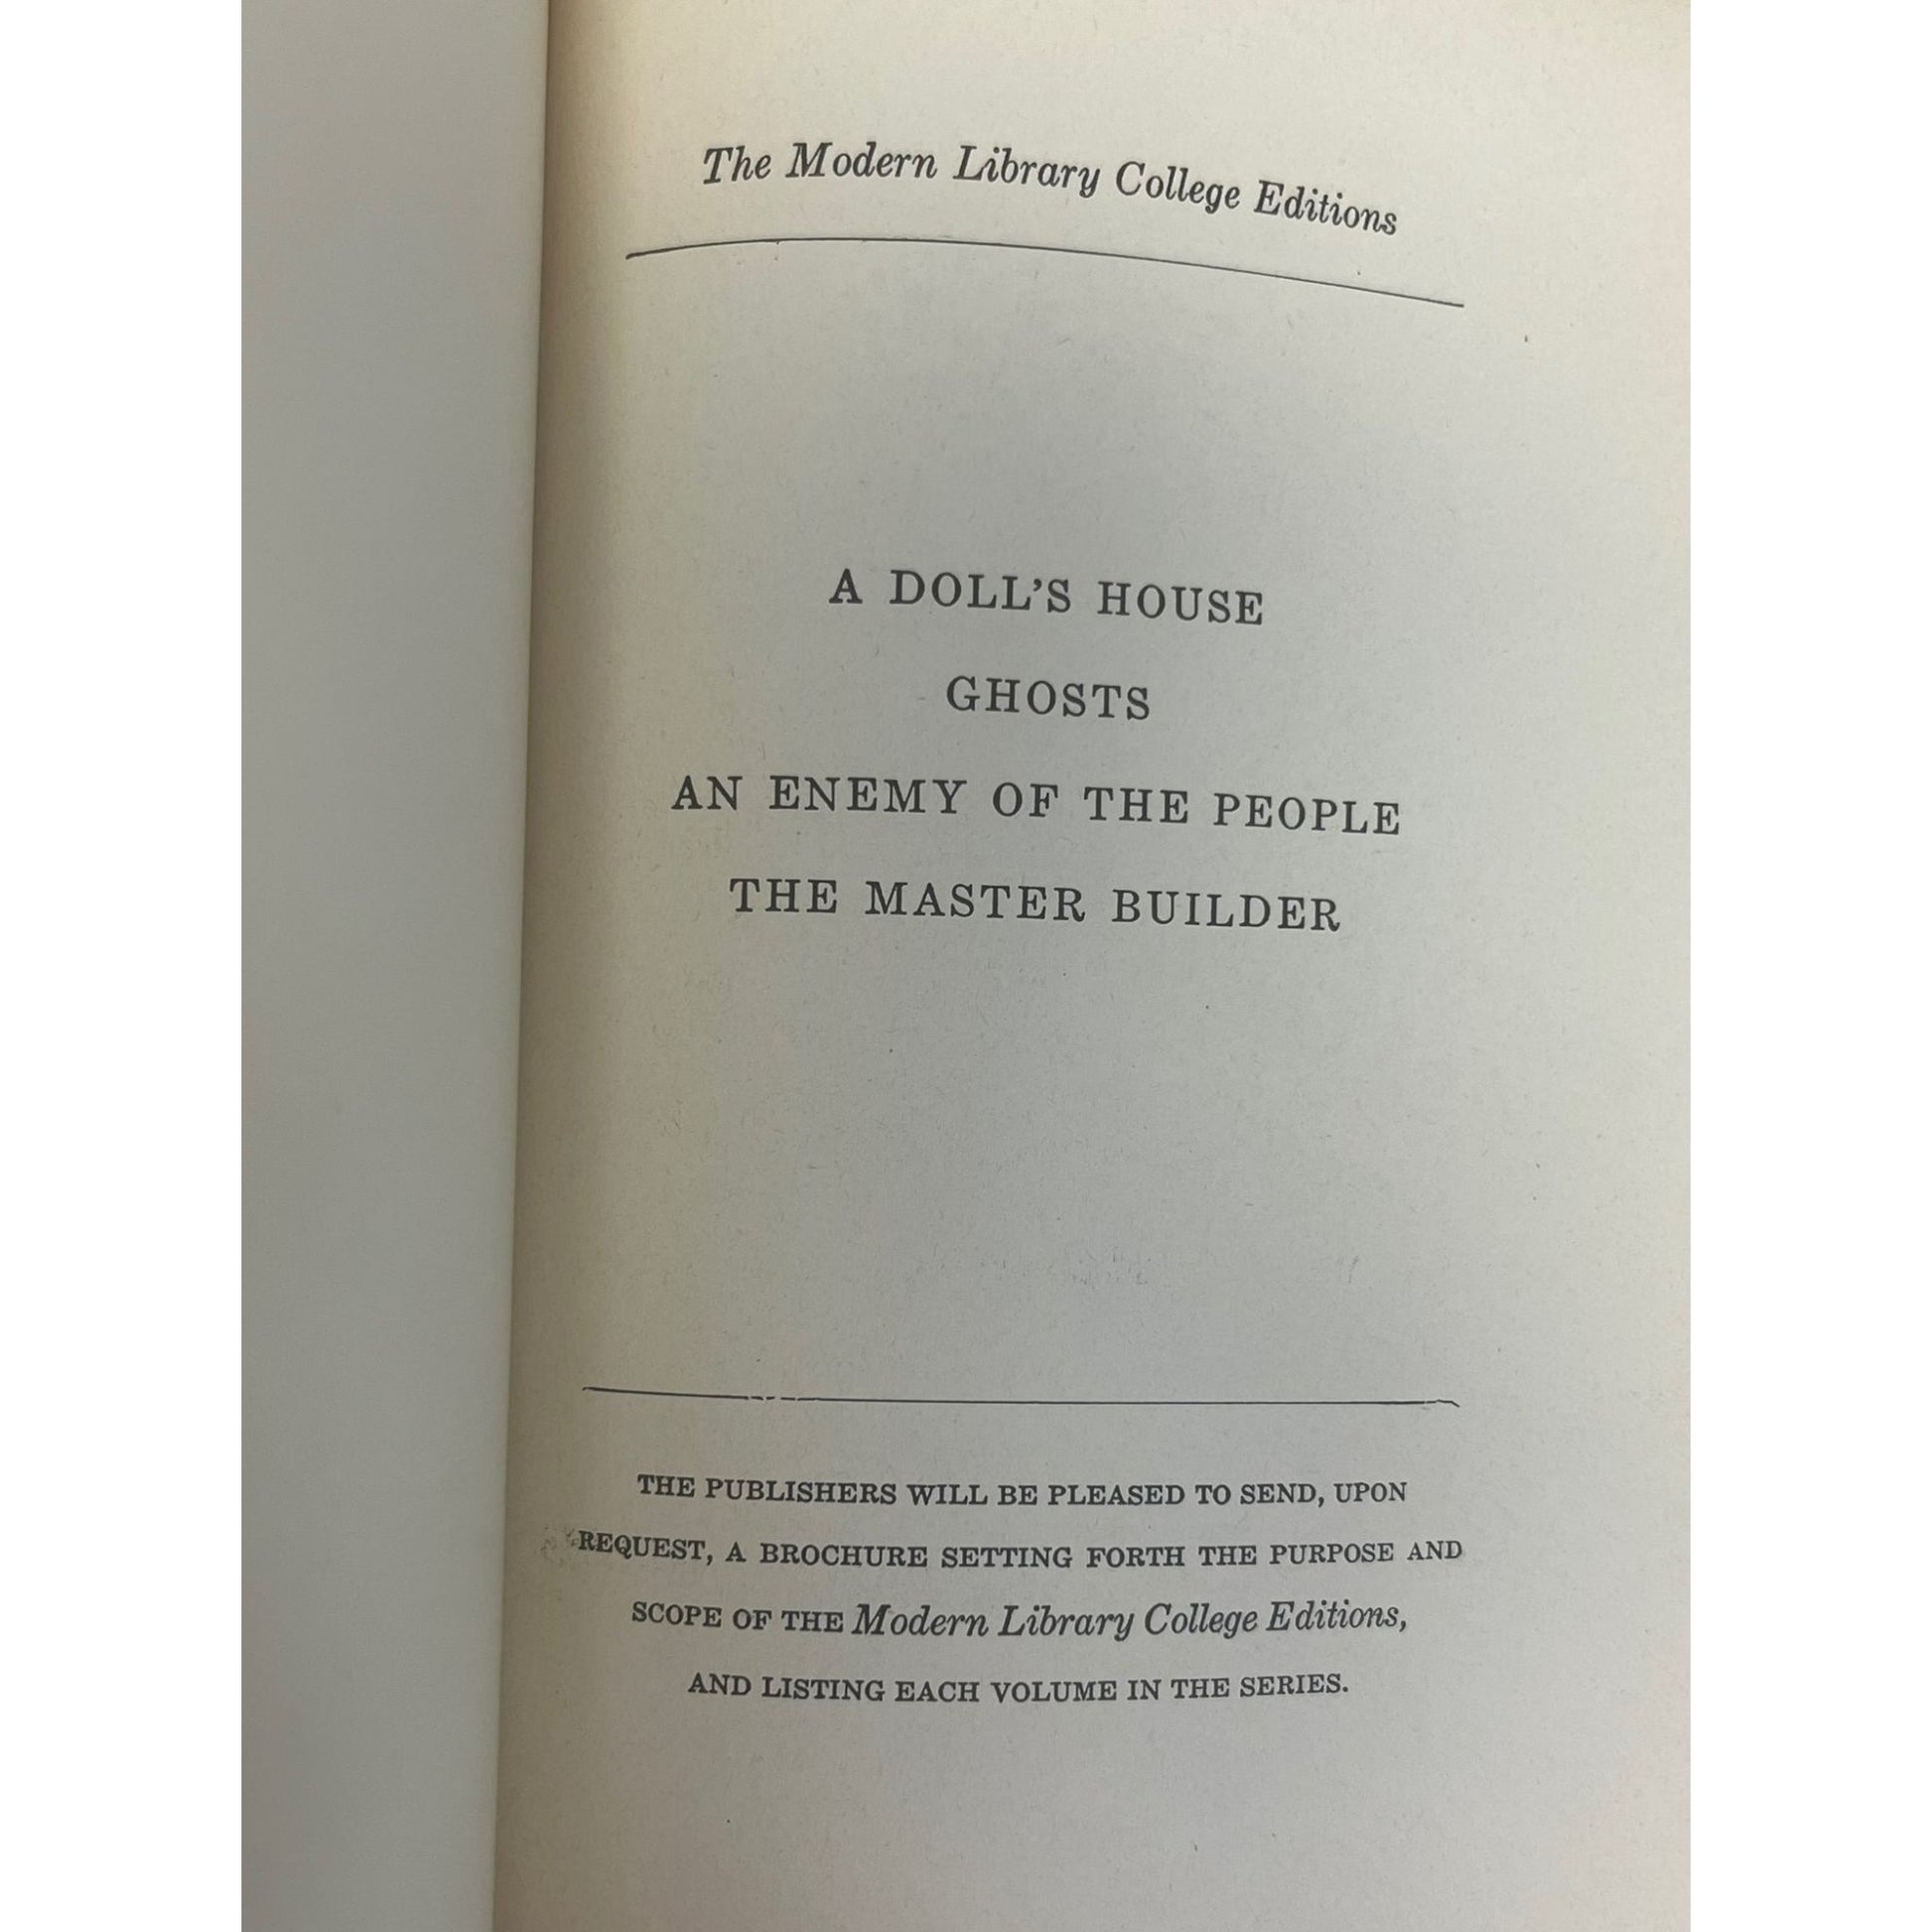 The Modern Library College Editions
A DOLL'S HOUSE
GHOSTS
AN ENEMY OF THE PEOPLE
THE MASTER BUILDER
THE PUBLISHERS WILL BE PLEASED TO SEND, UPON
REQUEST, A BROCHURE SETTING FORTH THE PURPOSE AND
SCOPE OF THE Modern Library College Editions,
AND LISTING EACH VOLUME IN THE SERIES.